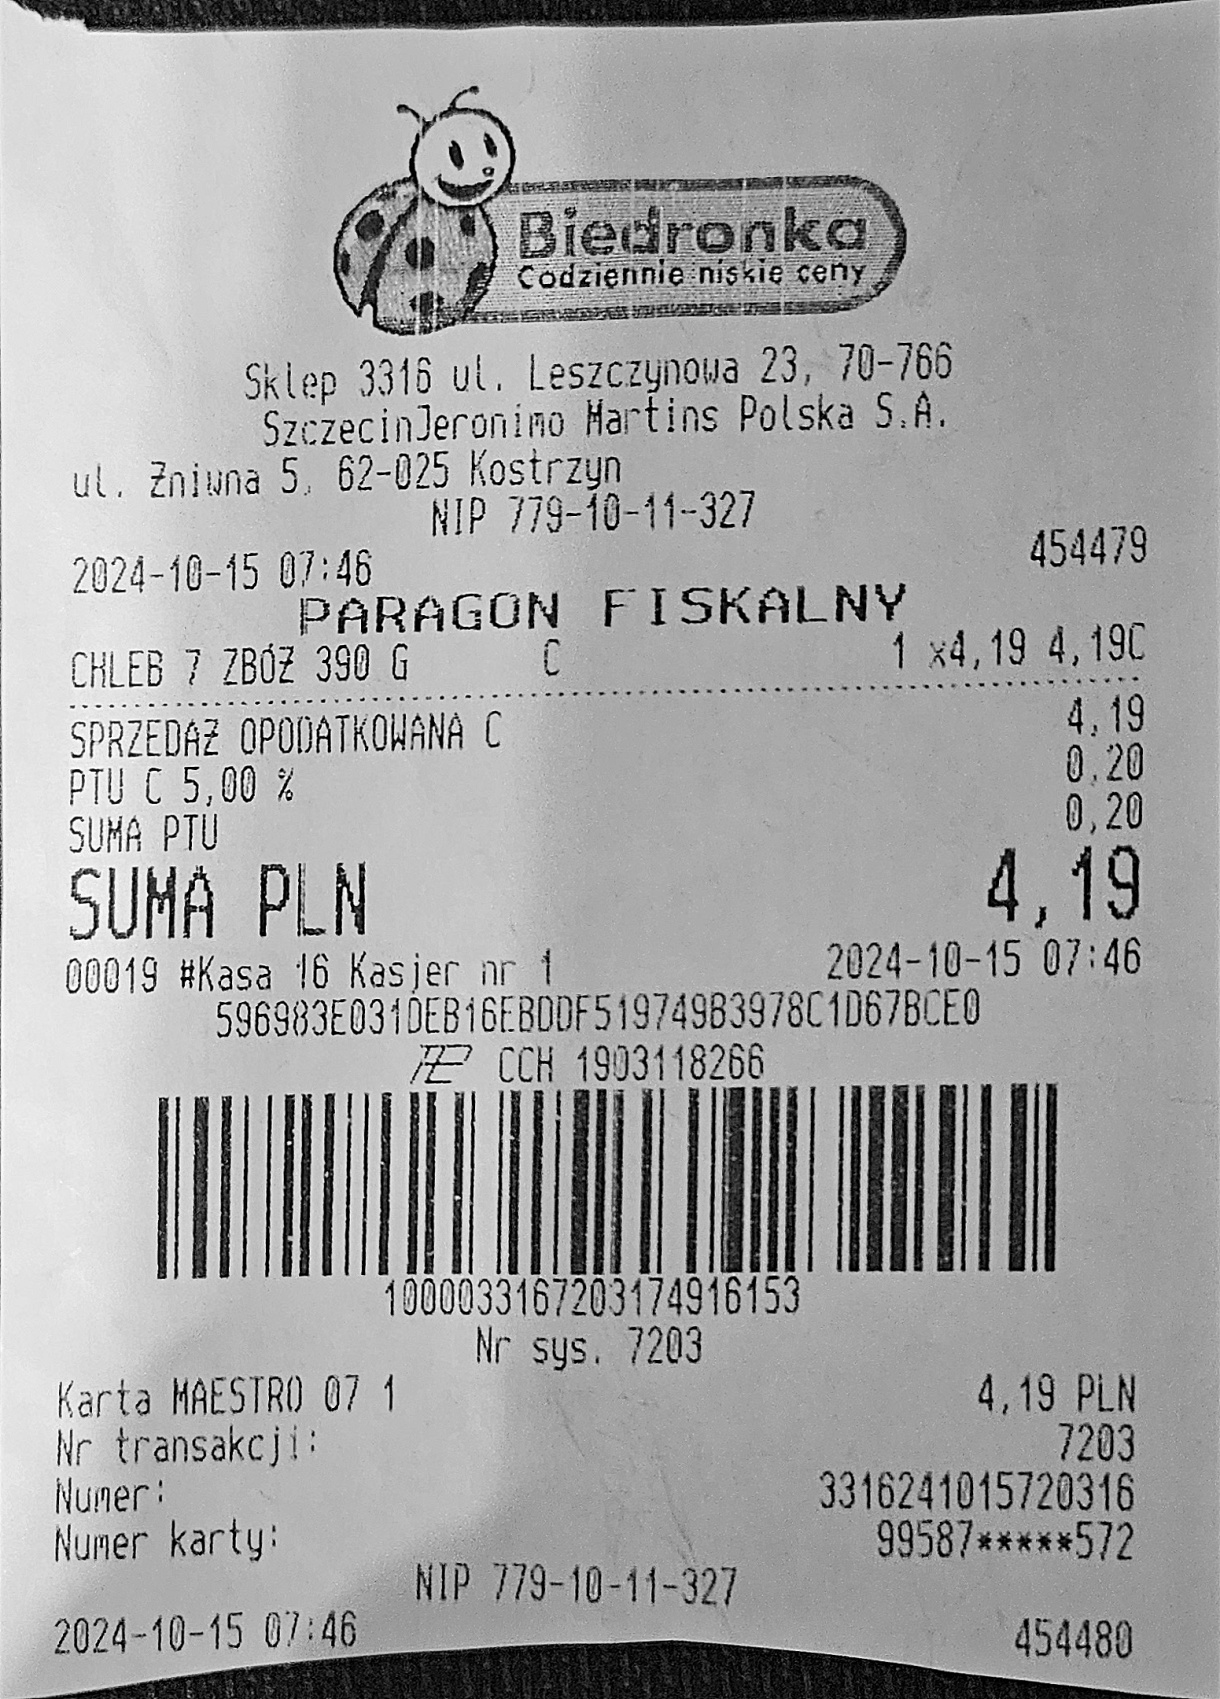 Biedronka
Codziennie niskie ceny
Sklep 3316 ul. Leszczynowa 23, 70-766
SzczecinJeronimo Martins Polska S.A.
ul. Żniwna 5, 62-025 Kostrzyn
NIP 779-10-11-327
2024-10-15 07:46 454479
PARAGON FISKALNY
CHLEB 7 ZBÓŻ 390 G C 1 x4,19 4,19C
SPRZEDAŻ OPODATKOWANA C 4,19
PTU C 5,00 % 0,20
SUMA PTU 0,20
SUMA PLN 4,19
00019 #Kasa 16 Kasjer nr 1 2024-10-15 07:46
596983E031DEB16EBDDF519749B3978C1D67BCE0
CCH 1903118266
1000033167203174916153
Nr sys. 7203
Karta MAESTRO 07 1 4,19 PLN
Nr transakcji: 7203
Numer: 3316241015720316
Numer karty: 99587*****572
NIP 779-10-11-327
2024-10-15 07:46 454480